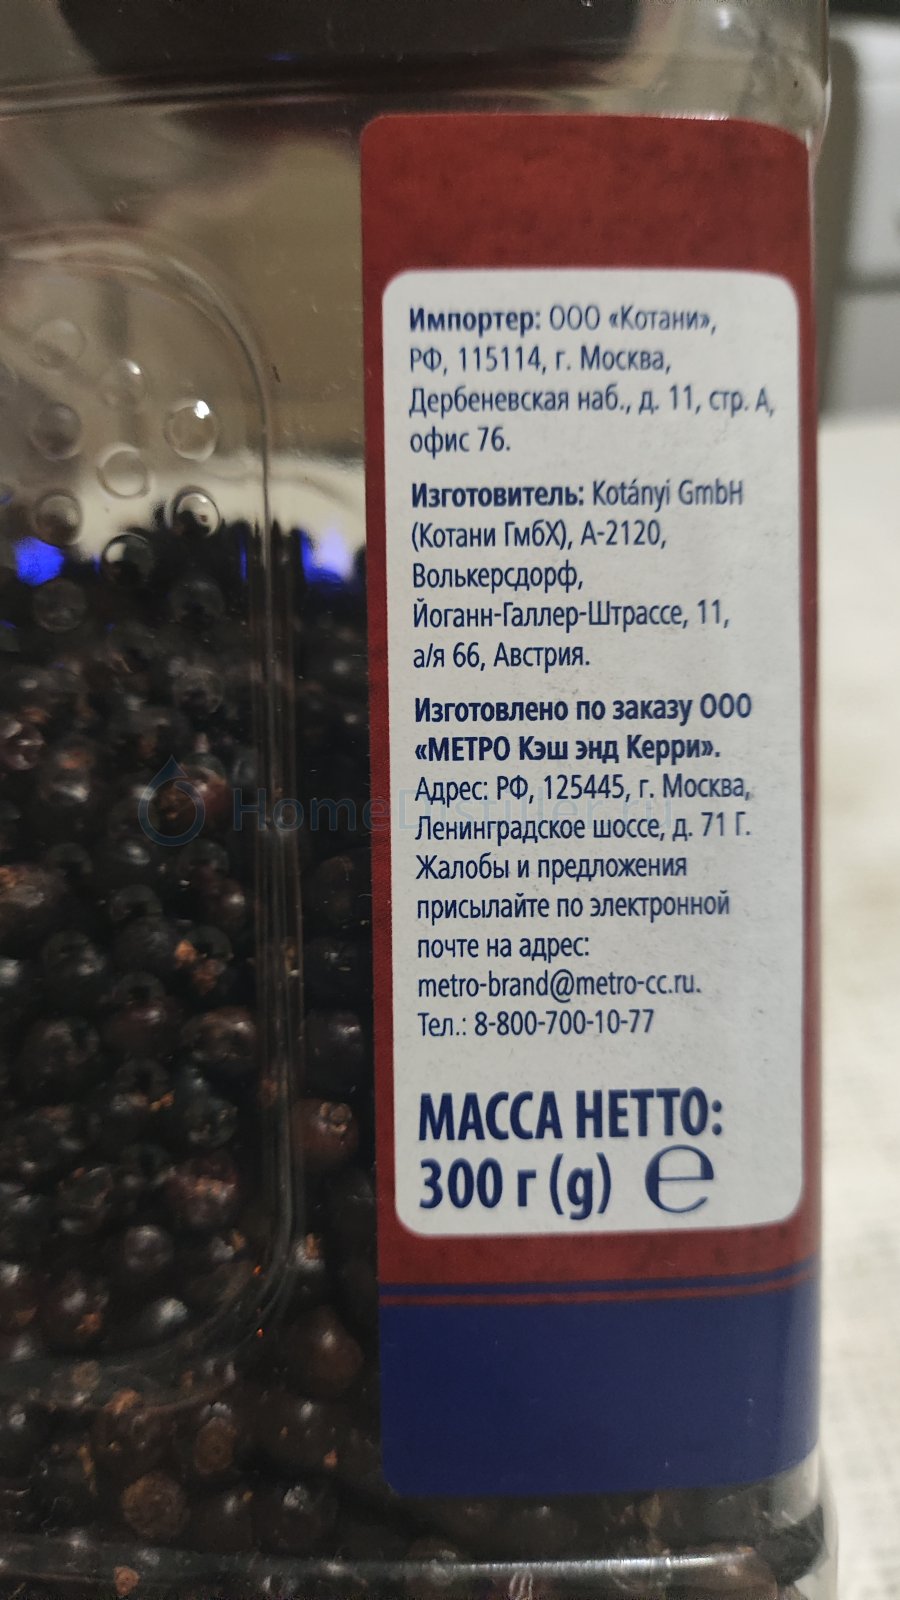 Импортер: ООО «Котани»,
РФ, 115114, г. Москва,
Дербеневская наб., д. 11, стр. А,
офис 76.
Изготовитель: Kotányi GmbH
(Котани ГмбХ), А-2120,
Волькерсдорф,
Йоганн-Галлер-Штрассе, 11,
а/я 66, Австрия.
Изготовлено по заказу ООО
«МЕТРО Кэш энд Керри».
Адрес: РФ, 125445, г. Москва,
HomeDistiller.ru
Ленинградское шоссе, д. 71 Г.
Жалобы и предложения
присылайте по электронной
почте на адрес:
metro-brand@metro-cc.ru.
Тел.: 8-800-700-10-77
МАССА НЕТТО:
300 г (g) ℮